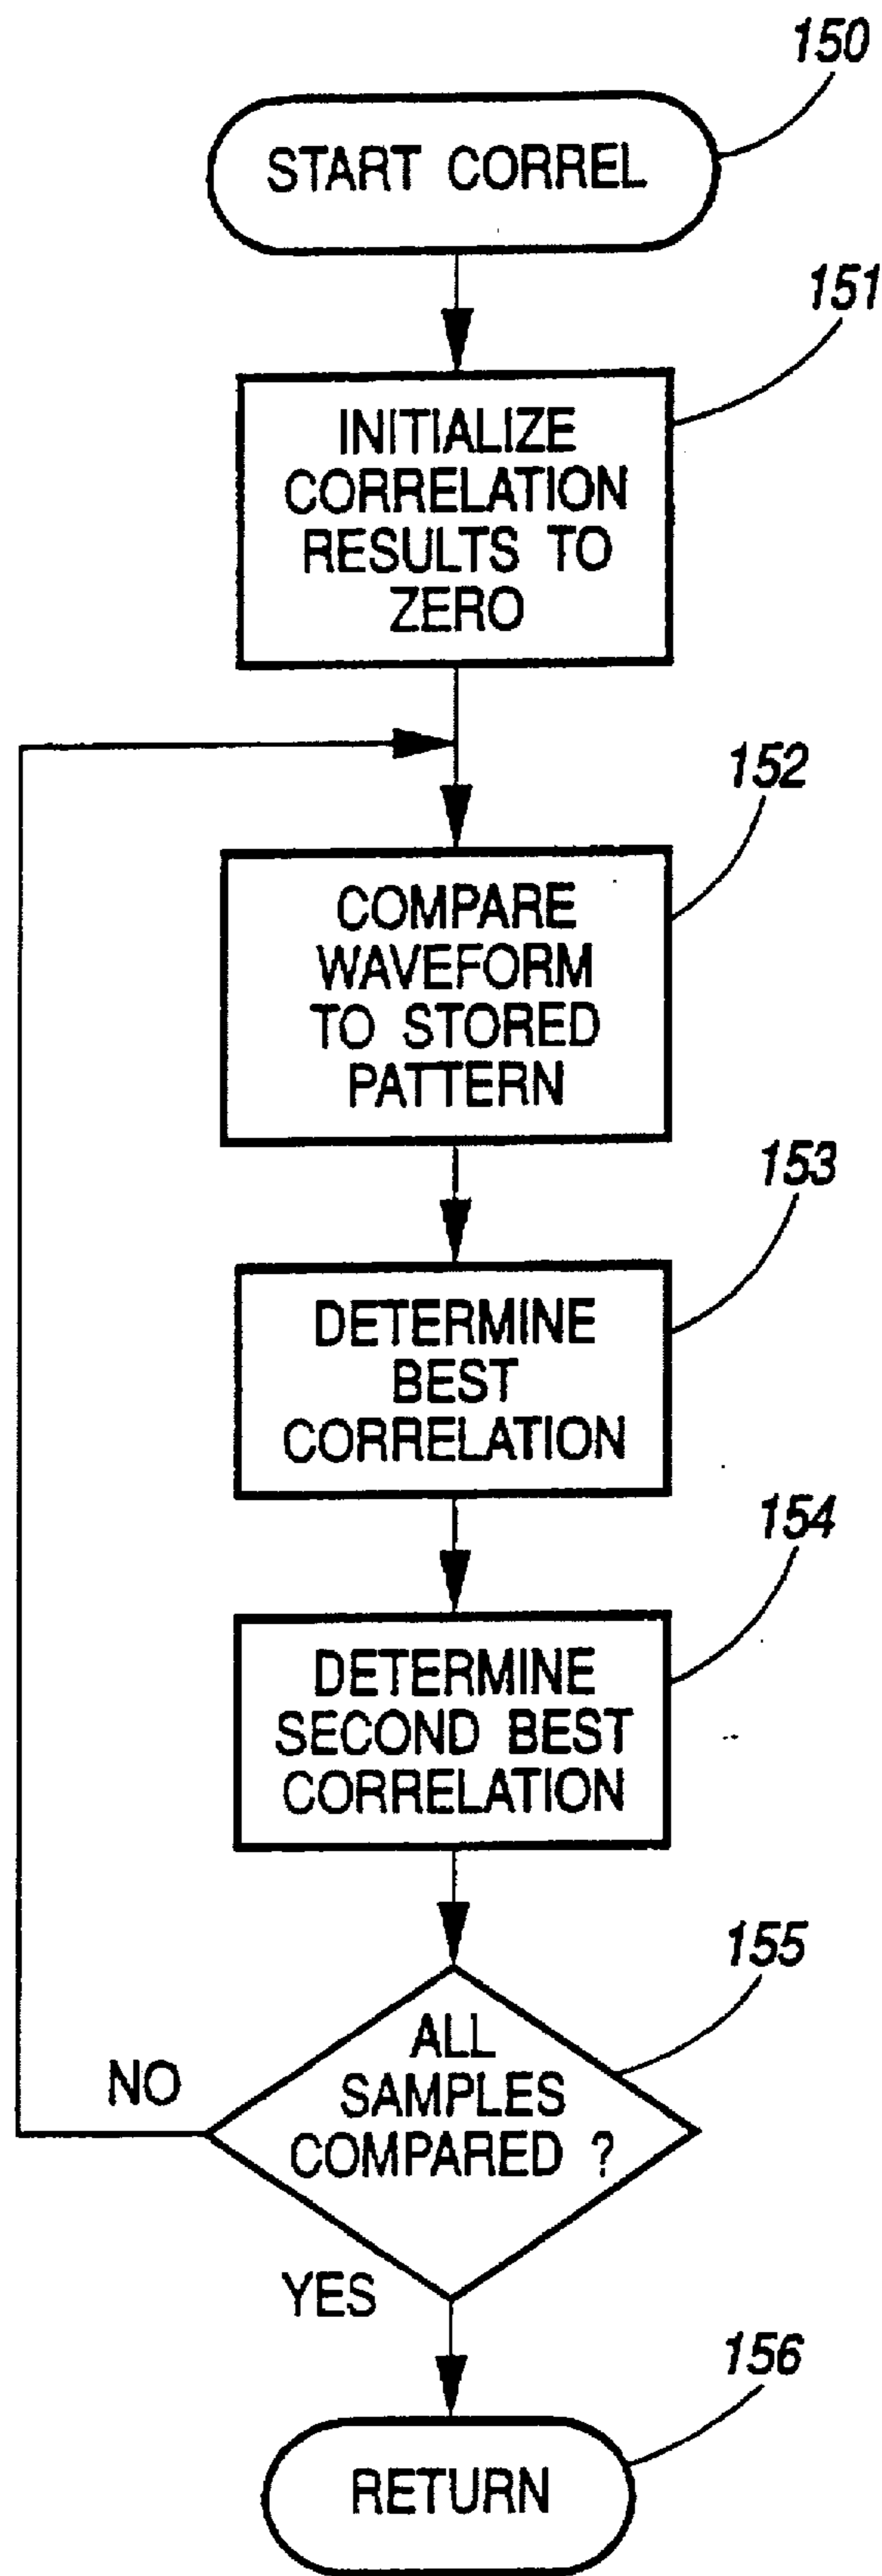 150
START CORREL
151
INITIALIZE
CORRELATION
RESULTS TO
ZERO
152
COMPARE
WAVEFORM
TO STORED
PATTERN
153
DETERMINE
BEST
CORRELATION
154
DETERMINE
SECOND BEST
CORRELATION
155
ALL
SAMPLES
COMPARED ?
NO
YES
156
RETURN